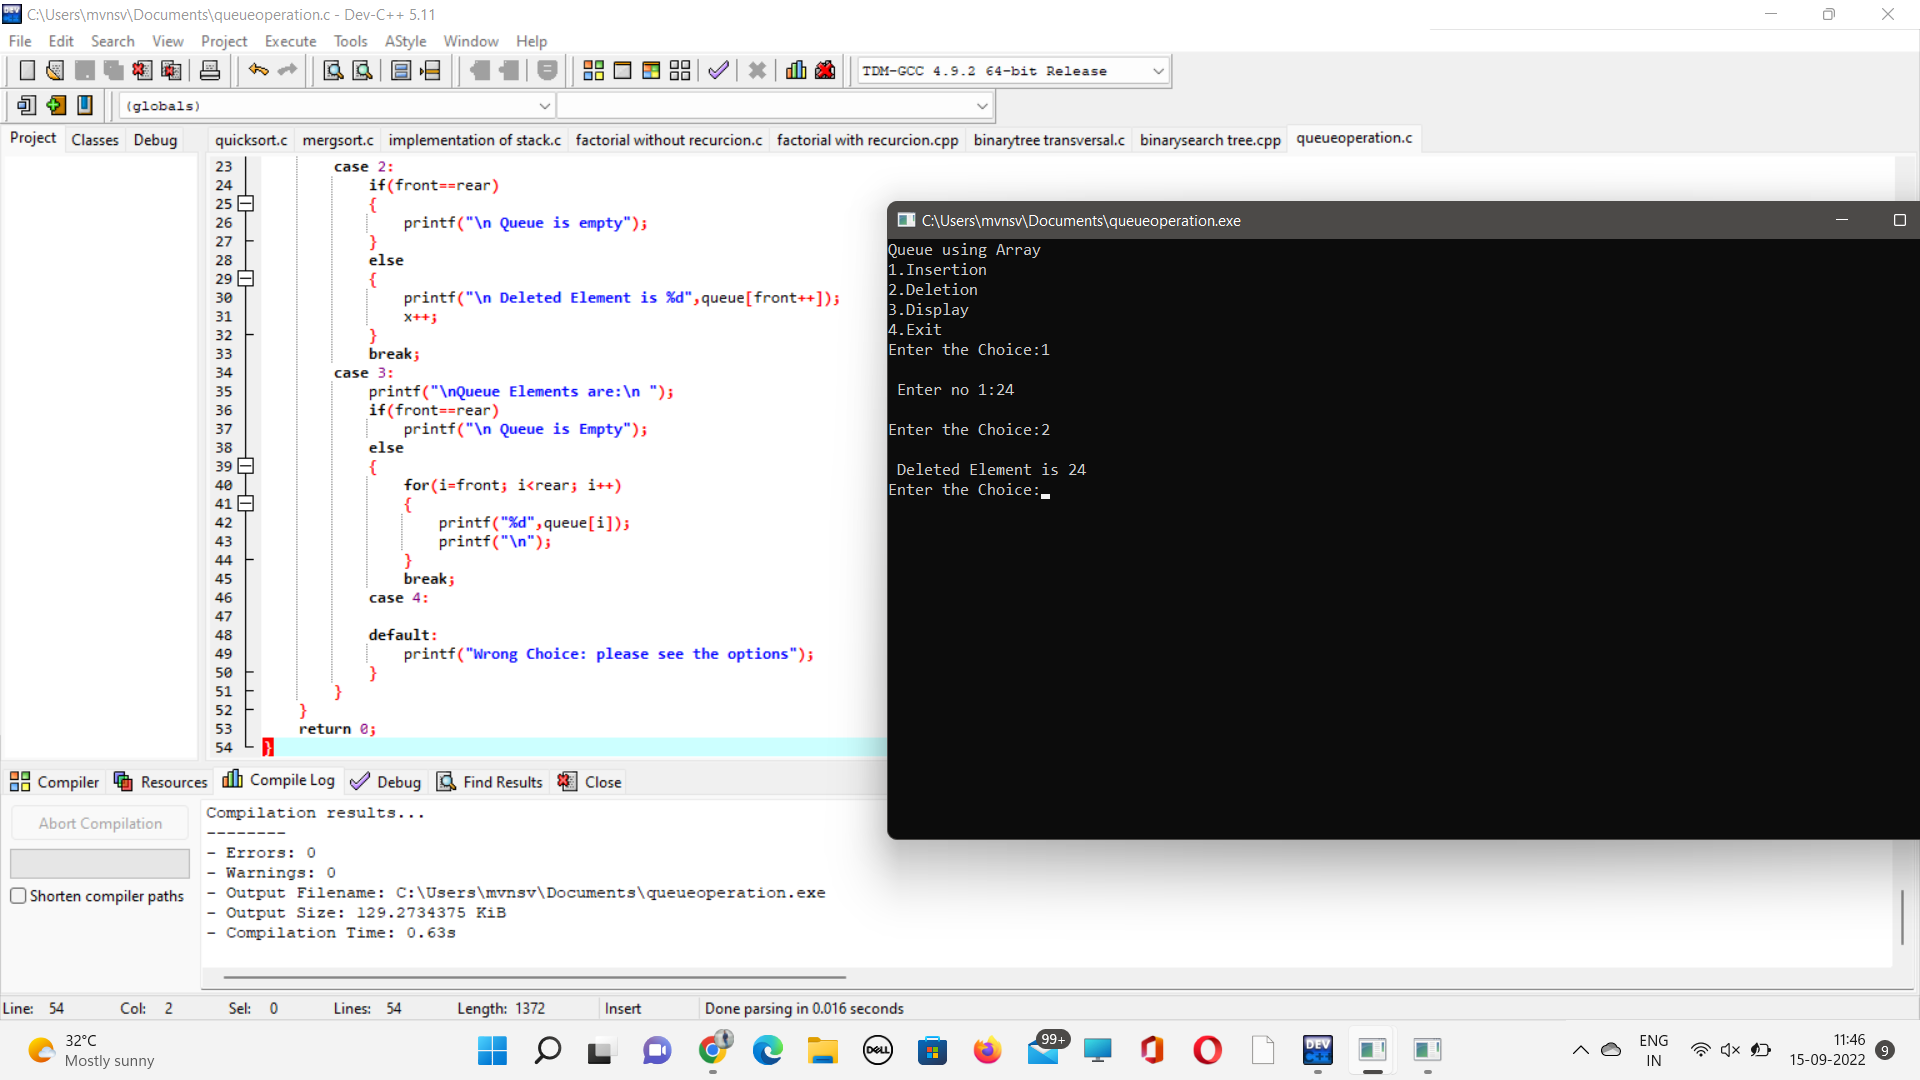 C:\Users\mvnsv\Documents\queueoperation.c - Dev-C++ 5.11
File Edit Search View Project Execute Tools AStyle Window Help
TDM-GCC 4.9.2 64-bit Release
(globals)
Project Classes Debug
quicksort.c mergsort.c implementation of stack.c factorial without recurcion.c factorial with recurcion.cpp binarytree transversal.c binarysearch tree.cpp queueoperation.c
23 case 2:
24 if(front==rear)
25 {
26 printf("\n Queue is empty");
27 }
28 else
29 {
30 printf("\n Deleted Element is %d",queue[front++]);
31 x++;
32 }
33 break;
34 case 3:
35 printf("\nQueue Elements are:\n ");
36 if(front==rear)
37 printf("\n Queue is Empty");
38 else
39 {
40 for(i=front; i<rear; i++)
41 {
42 printf("%d",queue[i]);
43 printf("\n");
44 }
45 break;
46 case 4:
47
48 default:
49 printf("Wrong Choice: please see the options");
50 }
51 }
52 }
53 return 0;
54 }
C:\Users\mvnsv\Documents\queueoperation.exe
Queue using Array
1.Insertion
2.Deletion
3.Display
4.Exit
Enter the Choice:1
Enter no 1:24
Enter the Choice:2
Deleted Element is 24
Enter the Choice:
Compiler Resources Compile Log Debug Find Results Close
Abort Compilation
Shorten compiler paths
Compilation results...
--------
- Errors: 0
- Warnings: 0
- Output Filename: C:\Users\mvnsv\Documents\queueoperation.exe
- Output Size: 129.2734375 KiB
- Compilation Time: 0.63s
Line: 54 Col: 2 Sel: 0 Lines: 54 Length: 1372 Insert Done parsing in 0.016 seconds
32°C
Mostly sunny
DELL
99+
DEV
ENG
IN
11:46
15-09-2022
9